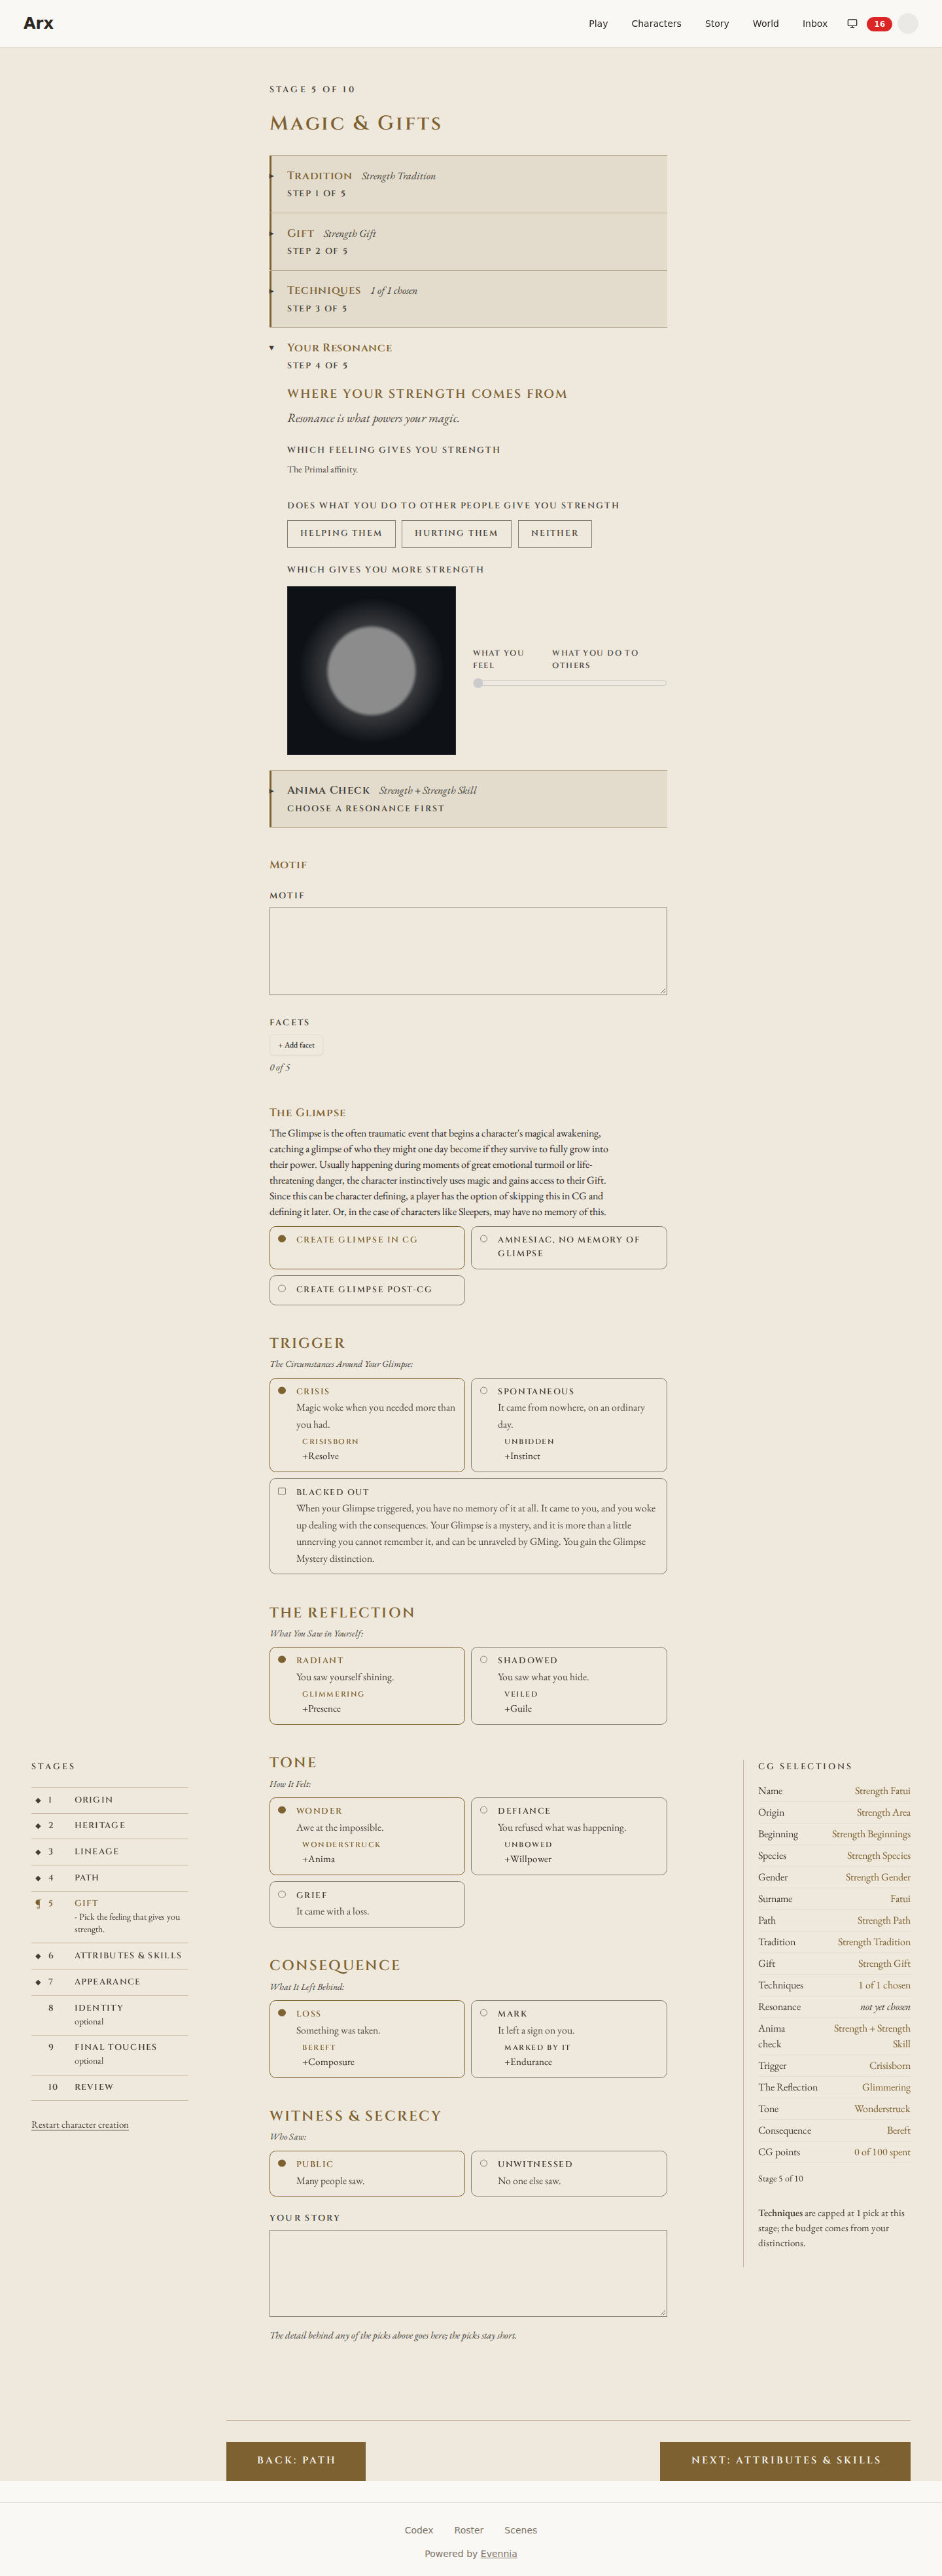 Arx
Play Characters Story World Inbox 16
STAGE 5 OF 10
MAGIC & GIFTS
TRADITION Strength Tradition
STEP 1 OF 5
GIFT Strength Gift
STEP 2 OF 5
TECHNIQUES 1 of 1 chosen
STEP 3 OF 5
YOUR RESONANCE
STEP 4 OF 5
WHERE YOUR STRENGTH COMES FROM
Resonance is what powers your magic.
WHICH FEELING GIVES YOU STRENGTH
The Primal affinity.
DOES WHAT YOU DO TO OTHER PEOPLE GIVE YOU STRENGTH
HELPING THEM HURTING THEM NEITHER
WHICH GIVES YOU MORE STRENGTH
WHAT YOU FEEL
WHAT YOU DO TO OTHERS
ANIMA CHECK Strength + Strength Skill
CHOOSE A RESONANCE FIRST
MOTIF
MOTIF
FACETS
+ Add facet
0 of 5
THE GLIMPSE
The Glimpse is the often traumatic event that begins a character's magical awakening,
catching a glimpse of who they might one day become if they survive to fully grow into
their power. Usually happening during moments of great emotional turmoil or life-
threatening danger, the character instinctively uses magic and gains access to their Gift.
Since this can be character defining, a player has the option of skipping this in CG and
defining it later. Or, in the case of characters like Sleepers, may have no memory of this.
CREATE GLIMPSE IN CG
AMNESIAC, NO MEMORY OF
GLIMPSE
CREATE GLIMPSE POST-CG
TRIGGER
The Circumstances Around Your Glimpse:
CRISIS
Magic woke when you needed more than
you had.
CRISISBORN
+Resolve
SPONTANEOUS
It came from nowhere, on an ordinary
day.
UNBIDDEN
+Instinct
BLACKED OUT
When your Glimpse triggered, you have no memory of it at all. It came to you, and you woke
up dealing with the consequences. Your Glimpse is a mystery, and it is more than a little
unnerving you cannot remember it, and can be unraveled by GMing. You gain the Glimpse
Mystery distinction.
THE REFLECTION
What You Saw in Yourself:
RADIANT
You saw yourself shining.
GLIMMERING
+Presence
SHADOWED
You saw what you hide.
VEILED
+Guile
TONE
How It Felt:
WONDER
Awe at the impossible.
WONDERSTRUCK
+Anima
DEFIANCE
You refused what was happening.
UNBOWED
+Willpower
GRIEF
It came with a loss.
CONSEQUENCE
What It Left Behind:
LOSS
Something was taken.
BEREFT
+Composure
MARK
It left a sign on you.
MARKED BY IT
+Endurance
WITNESS & SECRECY
Who Saw:
PUBLIC
Many people saw.
UNWITNESSED
No one else saw.
YOUR STORY
The detail behind any of the picks above goes here; the picks stay short.
STAGES
1 ORIGIN
2 HERITAGE
3 LINEAGE
4 PATH
5 GIFT
- Pick the feeling that gives you
strength.
6 ATTRIBUTES & SKILLS
7 APPEARANCE
8 IDENTITY
optional
9 FINAL TOUCHES
optional
10 REVIEW
Restart character creation
CG SELECTIONS
Name Strength Fatui
Origin Strength Area
Beginning Strength Beginnings
Species Strength Species
Gender Strength Gender
Surname Fatui
Path Strength Path
Tradition Strength Tradition
Gift Strength Gift
Techniques 1 of 1 chosen
Resonance not yet chosen
Anima check Strength + Strength Skill
Trigger Crisisborn
The Reflection Glimmering
Tone Wonderstruck
Consequence Bereft
CG points 0 of 100 spent
Stage 5 of 10
Techniques are capped at 1 pick at this
stage; the budget comes from your
distinctions.
BACK: PATH NEXT: ATTRIBUTES & SKILLS
Codex Roster Scenes
Powered by Evennia